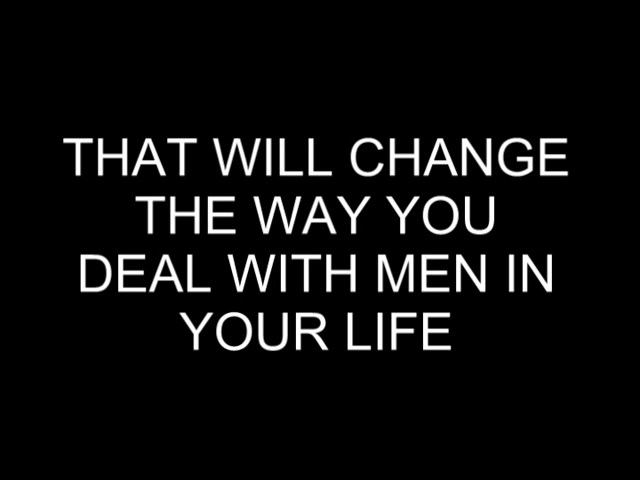 THAT WILL CHANGE
THE WAY YOU
DEAL WITH MEN IN
YOUR LIFE